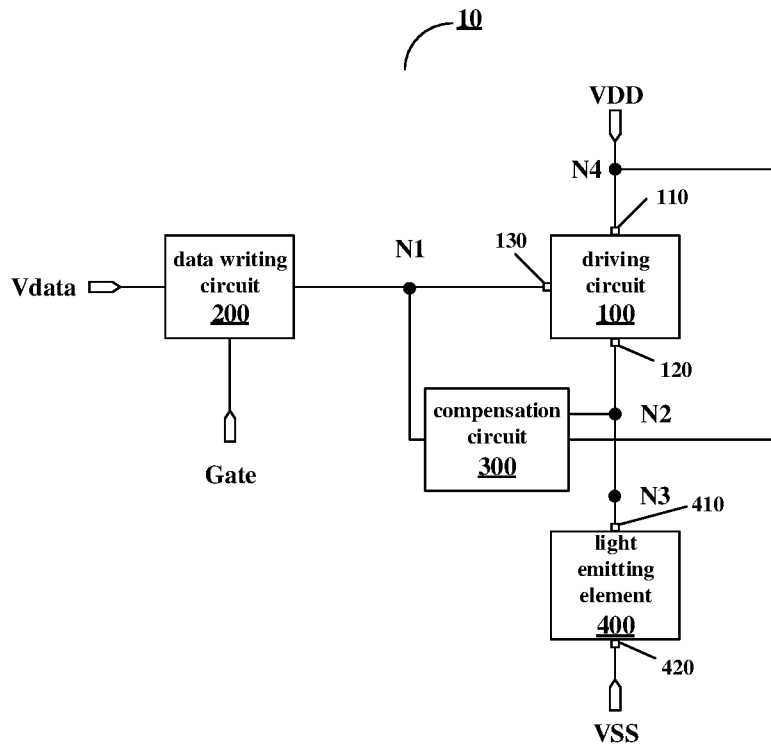 10
VDD
N4
110
130
N1
data writing
circuit
200
driving
circuit
100
Vdata
120
compensation
circuit
300
N2
Gate
N3
410
light
emitting
element
400
420
VSS